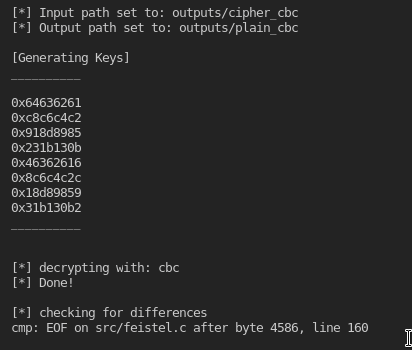 [*] Input path set to: outputs/cipher_cbc
[*] Output path set to: outputs/plain_cbc
[Generating Keys]
__________
0x64636261
0xc8c6c4c2
0x918d8985
0x231b130b
0x46362616
0x8c6c4c2c
0x18d89859
0x31b130b2
__________
[*] decrypting with: cbc
[*] Done!
[*] checking for differences
cmp: EOF on src/feistel.c after byte 4586, line 160